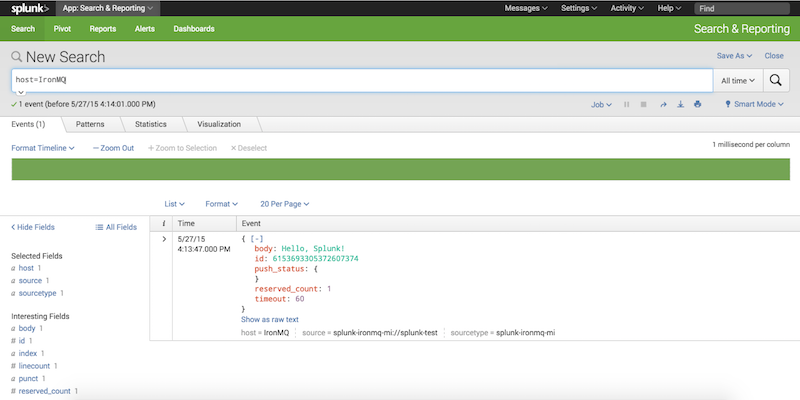 splunk> App: Search & Reporting Messages Settings Activity Help Find
Search Pivot Reports Alerts Dashboards Search & Reporting
New Search Save As Close
host=IronMQ All time
✓ 1 event (before 5/27/15 4:14:01.000 PM) Job Smart Mode
Events (1) Patterns Statistics Visualization
Format Timeline — Zoom Out + Zoom to Selection × Deselect 1 millisecond per column
List Format 20 Per Page
< Hide Fields All Fields i Time Event
Selected Fields
a host 1
a source 1
a sourcetype 1
Interesting Fields
a body 1
# id 1
a index 1
# linecount 1
a punct 1
# reserved_count 1
> 5/27/15 { [-]
4:13:47.000 PM body: Hello, Splunk!
id: 6153693305372607374
push_status: {
}
reserved_count: 1
timeout: 60
}
Show as raw text
host = IronMQ source = splunk-ironmq-mi://splunk-test sourcetype = splunk-ironmq-mi